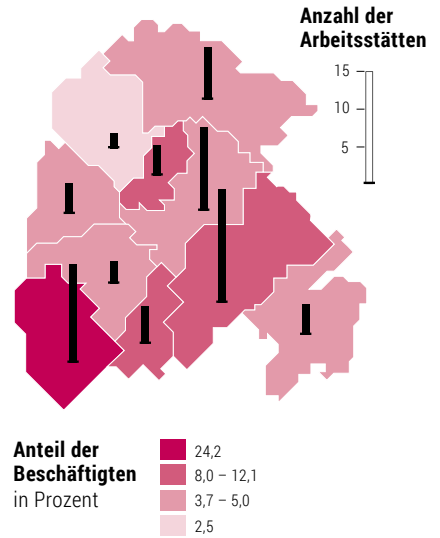 Anzahl der
Arbeitsstätten
15
10
5
Anteil der
Beschäftigten
in Prozent
24,2
8,0 – 12,1
3,7 – 5,0
2,5